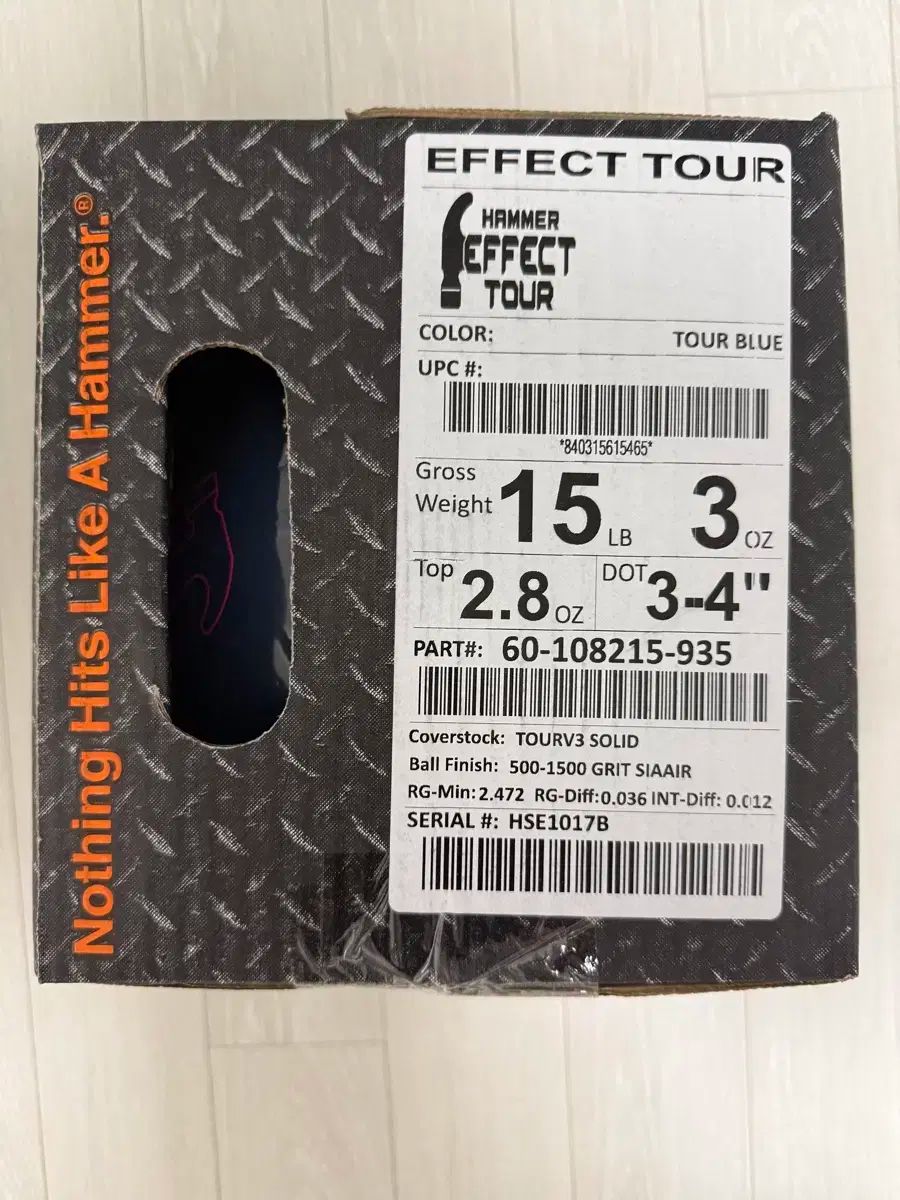 Nothing Hits Like A Hammer.®
EFFECT TOUR
HAMMER
EFFECT
TOUR
COLOR: TOUR BLUE
UPC #:
*840315615465*
Gross
Weight 15 LB 3 OZ
Top 2.8 OZ DOT 3-4"
PART#: 60-108215-935
Coverstock: TOURV3 SOLID
Ball Finish: 500-1500 GRIT SIAAIR
RG-Min: 2.472 RG-Diff: 0.036 INT-Diff: 0.012
SERIAL #: HSE1017B